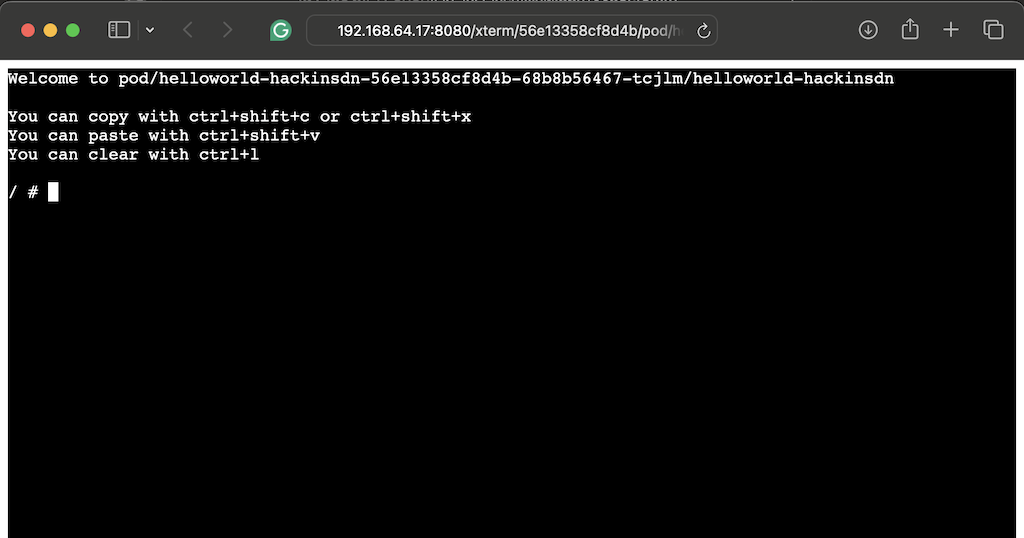 192.168.64.17:8080/xterm/56e13358cf8d4b/pod/h
Welcome to pod/helloworld-hackinsdn-56e13358cf8d4b-68b8b56467-tcjlm/helloworld-hackinsdn
You can copy with ctrl+shift+c or ctrl+shift+x
You can paste with ctrl+shift+v
You can clear with ctrl+l
/ #